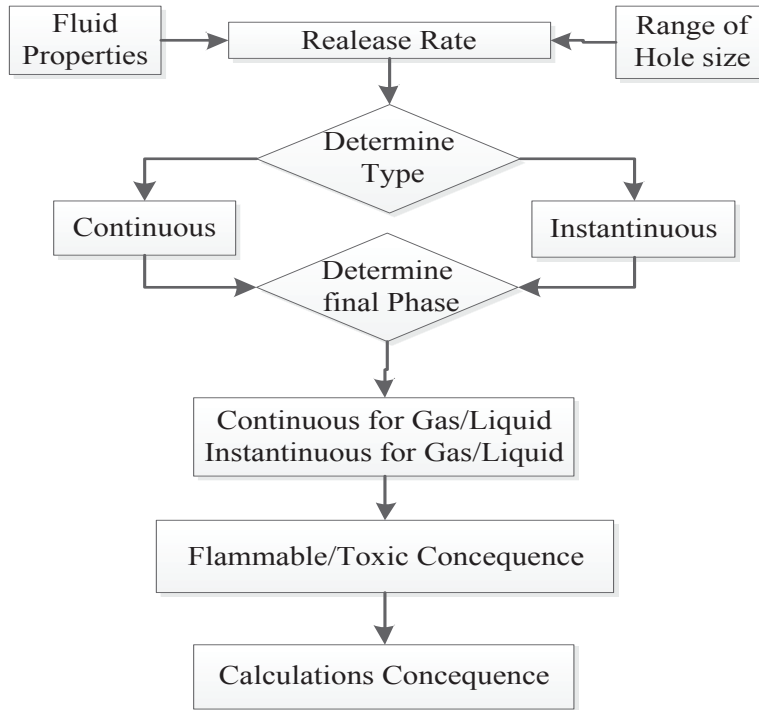 Fluid
Properties
Realease Rate
Range of
Hole size
Determine
Type
Continuous
Instantinuous
Determine
final Phase
Continuous for Gas/Liquid
Instantinuous for Gas/Liquid
Flammable/Toxic Concequence
Calculations Concequence